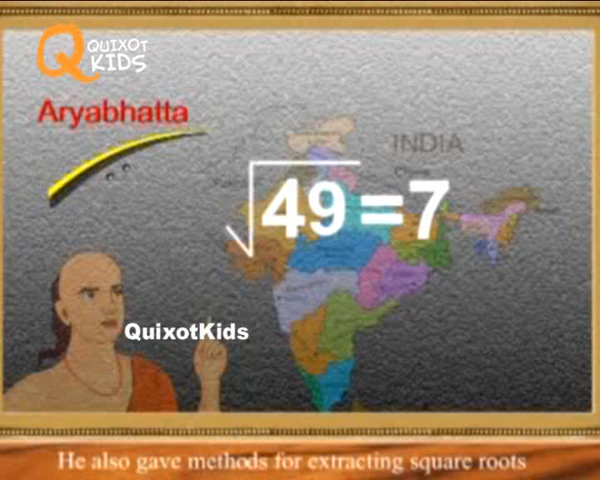 QUIXOT
KIDS
Aryabhatta
INDIA
√49=7
QuixotKids
He also gave methods for extracting square roots